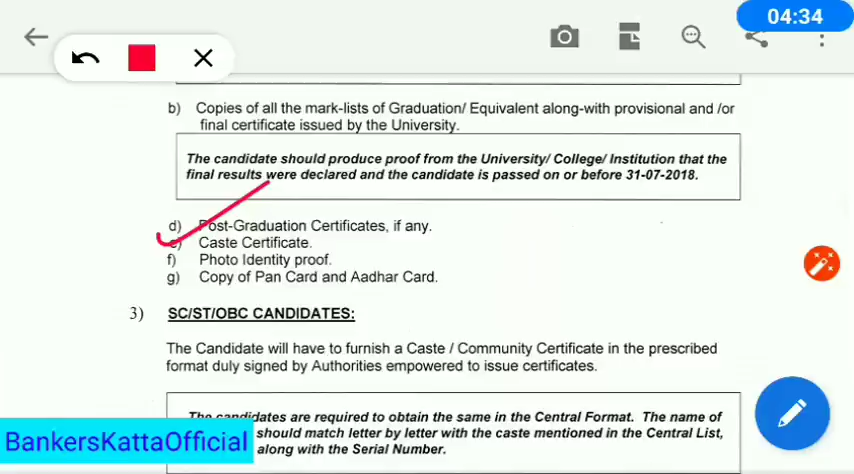 04:34
b) Copies of all the mark-lists of Graduation/ Equivalent along-with provisional and /or
final certificate issued by the University.
The candidate should produce proof from the University/ College/ Institution that the
final results were declared and the candidate is passed on or before 31-07-2018.
d) Post-Graduation Certificates, if any.
e) Caste Certificate.
f) Photo Identity proof.
g) Copy of Pan Card and Aadhar Card.
3) SC/ST/OBC CANDIDATES:
The Candidate will have to furnish a Caste / Community Certificate in the prescribed
format duly signed by Authorities empowered to issue certificates.
The candidates are required to obtain the same in the Central Format. The name of
should match letter by letter with the caste mentioned in the Central List,
along with the Serial Number.
BankersKattaOfficial